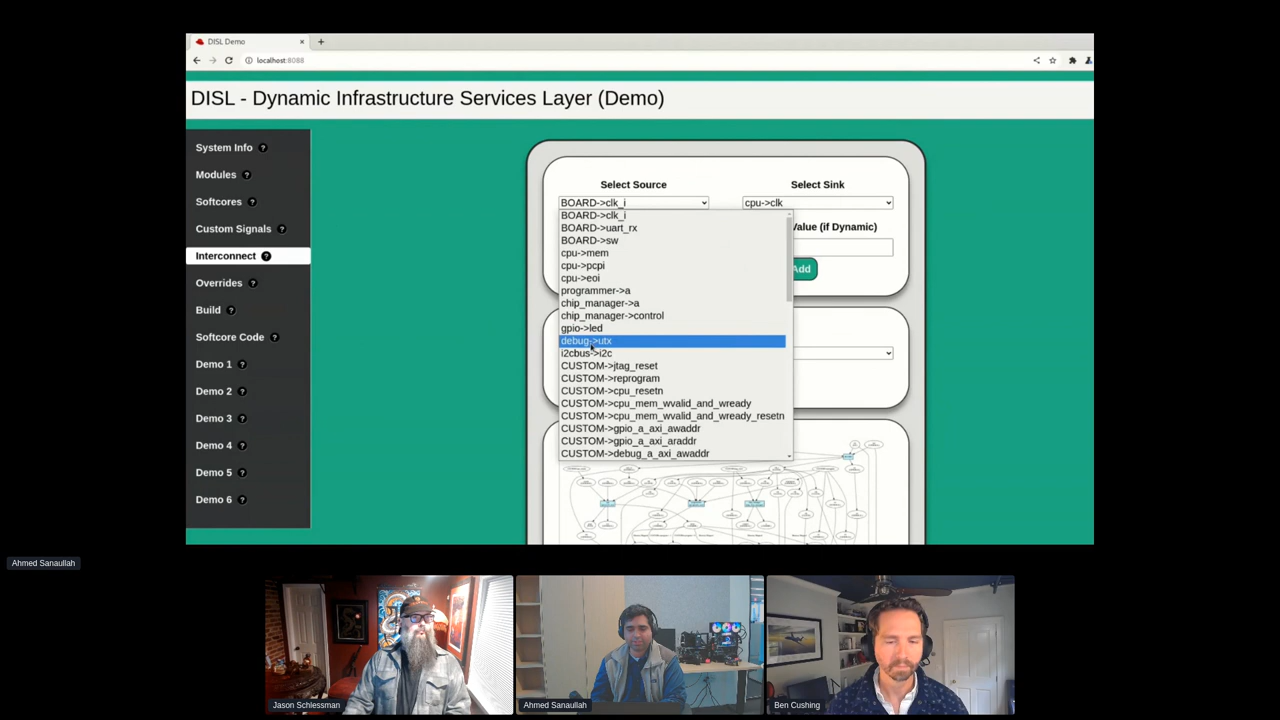 DISL Demo
localhost:8088
DISL - Dynamic Infrastructure Services Layer (Demo)
System Info ?
Modules ?
Softcores ?
Custom Signals ?
Interconnect ?
Overrides ?
Build ?
Softcore Code ?
Demo 1 ?
Demo 2 ?
Demo 3 ?
Demo 4 ?
Demo 5 ?
Demo 6 ?
Select Source
Select Sink
BOARD->clk_i
cpu->clk
Value (if Dynamic)
Add
BOARD->clk_i
BOARD->uart_rx
BOARD->sw
cpu->mem
cpu->pcpi
cpu->eoi
programmer->a
chip_manager->a
chip_manager->control
gpio->led
debug->utx
i2cbus->i2c
CUSTOM->jtag_reset
CUSTOM->reprogram
CUSTOM->cpu_resetn
CUSTOM->cpu_mem_wvalid_and_wready
CUSTOM->cpu_mem_wvalid_and_wready_resetn
CUSTOM->gpio_a_axi_awaddr
CUSTOM->gpio_a_axi_araddr
CUSTOM->debug_a_axi_awaddr
Ahmed Sanaullah
Jason Schlessman
Ahmed Sanaullah
Ben Cushing